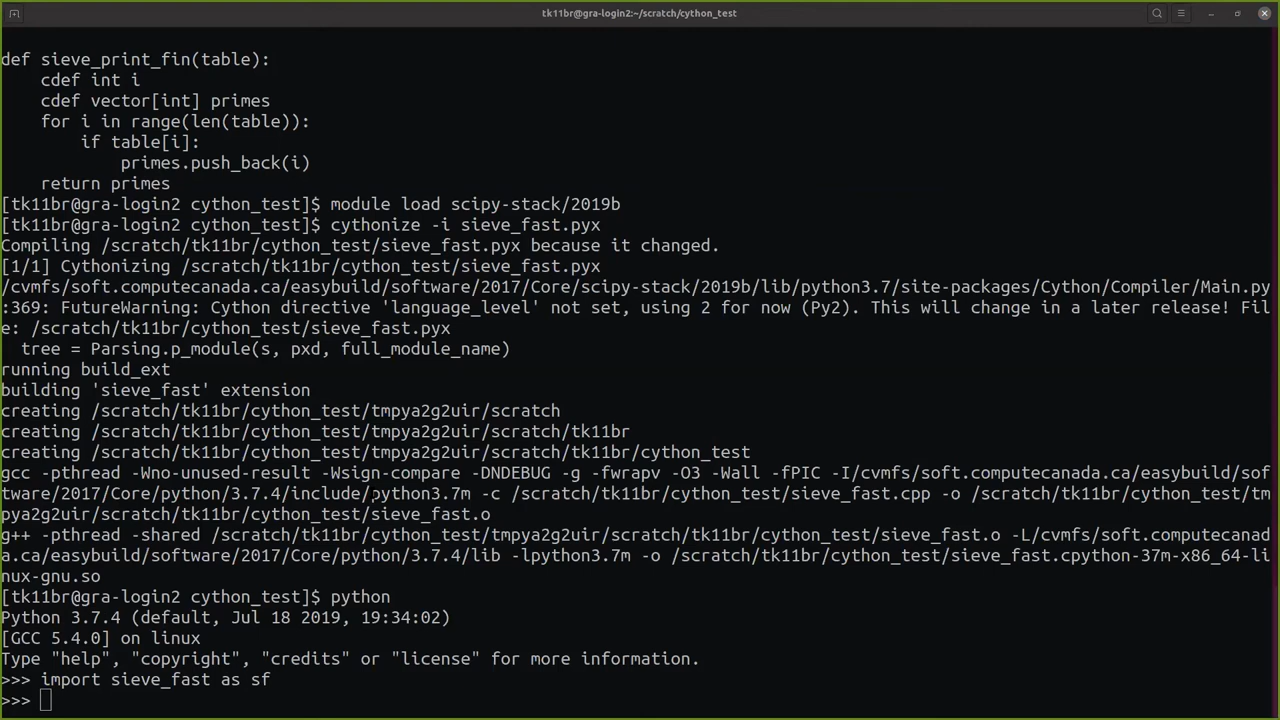 tk11br@gra-login2:~/scratch/cython_test
def sieve_print_fin(table):
    cdef int i
    cdef vector[int] primes
    for i in range(len(table)):
        if table[i]:
            primes.push_back(i)
    return primes
[tk11br@gra-login2 cython_test]$ module load scipy-stack/2019b
[tk11br@gra-login2 cython_test]$ cythonize -i sieve_fast.pyx
Compiling /scratch/tk11br/cython_test/sieve_fast.pyx because it changed.
[1/1] Cythonizing /scratch/tk11br/cython_test/sieve_fast.pyx
/cvmfs/soft.computecanada.ca/easybuild/software/2017/Core/scipy-stack/2019b/lib/python3.7/site-packages/Cython/Compiler/Main.py
:369: FutureWarning: Cython directive 'language_level' not set, using 2 for now (Py2). This will change in a later release! Fil
e: /scratch/tk11br/cython_test/sieve_fast.pyx
  tree = Parsing.p_module(s, pxd, full_module_name)
running build_ext
building 'sieve_fast' extension
creating /scratch/tk11br/cython_test/tmpya2g2uir/scratch
creating /scratch/tk11br/cython_test/tmpya2g2uir/scratch/tk11br
creating /scratch/tk11br/cython_test/tmpya2g2uir/scratch/tk11br/cython_test
gcc -pthread -Wno-unused-result -Wsign-compare -DNDEBUG -g -fwrapv -O3 -Wall -fPIC -I/cvmfs/soft.computecanada.ca/easybuild/sof
tware/2017/Core/python/3.7.4/include/python3.7m -c /scratch/tk11br/cython_test/sieve_fast.cpp -o /scratch/tk11br/cython_test/tm
pya2g2uir/scratch/tk11br/cython_test/sieve_fast.o
g++ -pthread -shared /scratch/tk11br/cython_test/tmpya2g2uir/scratch/tk11br/cython_test/sieve_fast.o -L/cvmfs/soft.computecanad
a.ca/easybuild/software/2017/Core/python/3.7.4/lib -lpython3.7m -o /scratch/tk11br/cython_test/sieve_fast.cpython-37m-x86_64-li
nux-gnu.so
[tk11br@gra-login2 cython_test]$ python
Python 3.7.4 (default, Jul 18 2019, 19:34:02)
[GCC 5.4.0] on linux
Type "help", "copyright", "credits" or "license" for more information.
>>> import sieve_fast as sf
>>>